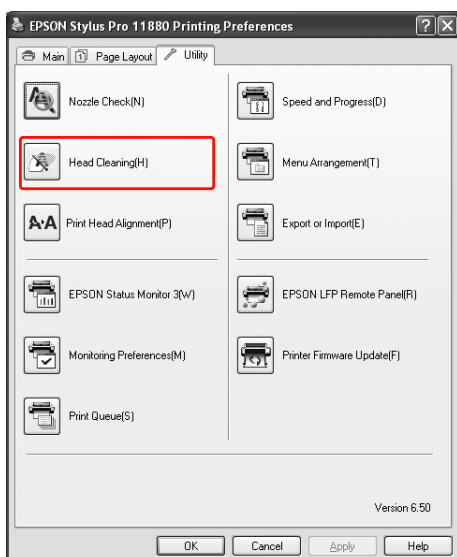 EPSON Stylus Pro 11880 Printing Preferences
Main Page Layout Utility
Nozzle Check(N)
Speed and Progress(D)
Head Cleaning(H)
Menu Arrangement(T)
Print Head Alignment(P)
Export or Import(E)
EPSON Status Monitor 3(W)
EPSON LFP Remote Panel(R)
Monitoring Preferences(M)
Printer Firmware Update(F)
Print Queue(S)
Version 6.50
OK Cancel Apply Help